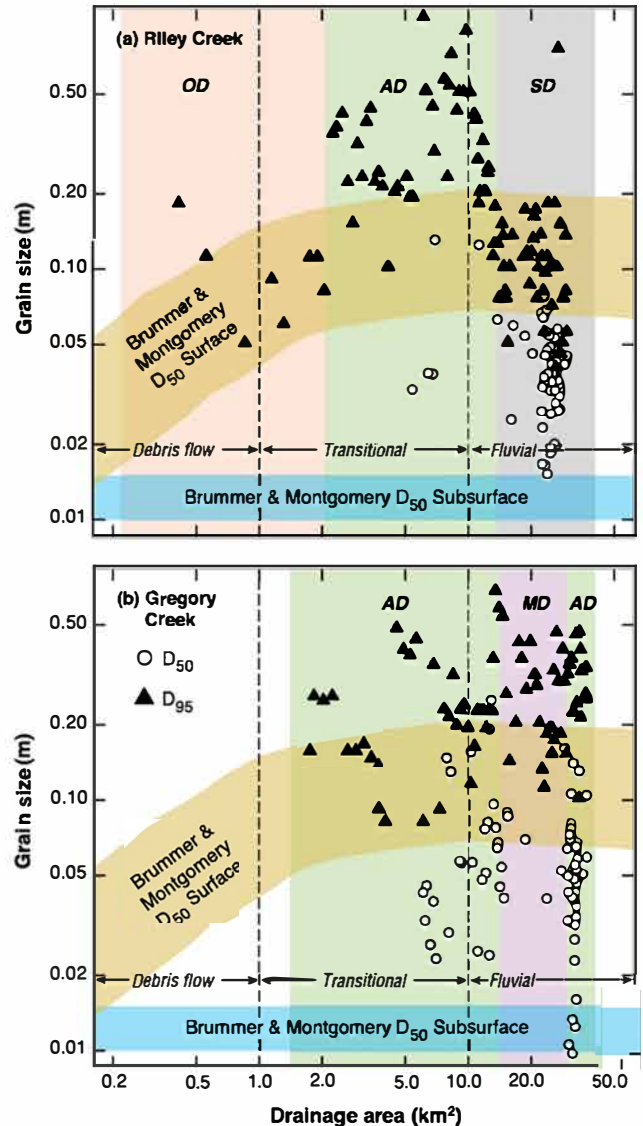 (a) Riley Creek
OD
AD
SD
0.50
0.20
0.10
0.05
0.02
0.01
Grain size (m)
Brummer &
Montgomery
D50 Surface
Debris flow
Transitional
Fluvial
Brummer & Montgomery D50 Subsurface
(b) Gregory
Creek
D50
D95
AD
MD
AD
0.50
0.20
0.10
0.05
0.02
0.01
Grain size (m)
Brummer &
Montgomery
D50 Surface
Debris flow
Transitional
Fluvial
Brummer & Montgomery D50 Subsurface
0.2 0.5 1.0 2.0 5.0 10.0 20.0 50.0
Drainage area (km²)